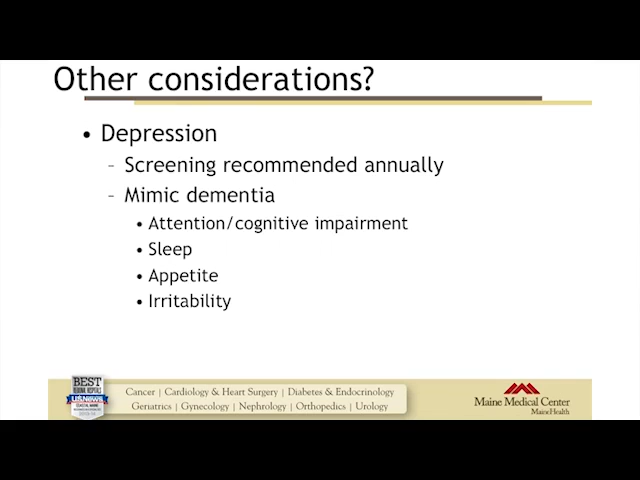 Other considerations?
• Depression
– Screening recommended annually
– Mimic dementia
• Attention/cognitive impairment
• Sleep
• Appetite
• Irritability
BEST
REGIONAL HOSPITALS
U.S.News
Cancer | Cardiology & Heart Surgery | Diabetes & Endocrinology
Geriatrics | Gynecology | Nephrology | Orthopedics | Urology
Maine Medical Center
MaineHealth